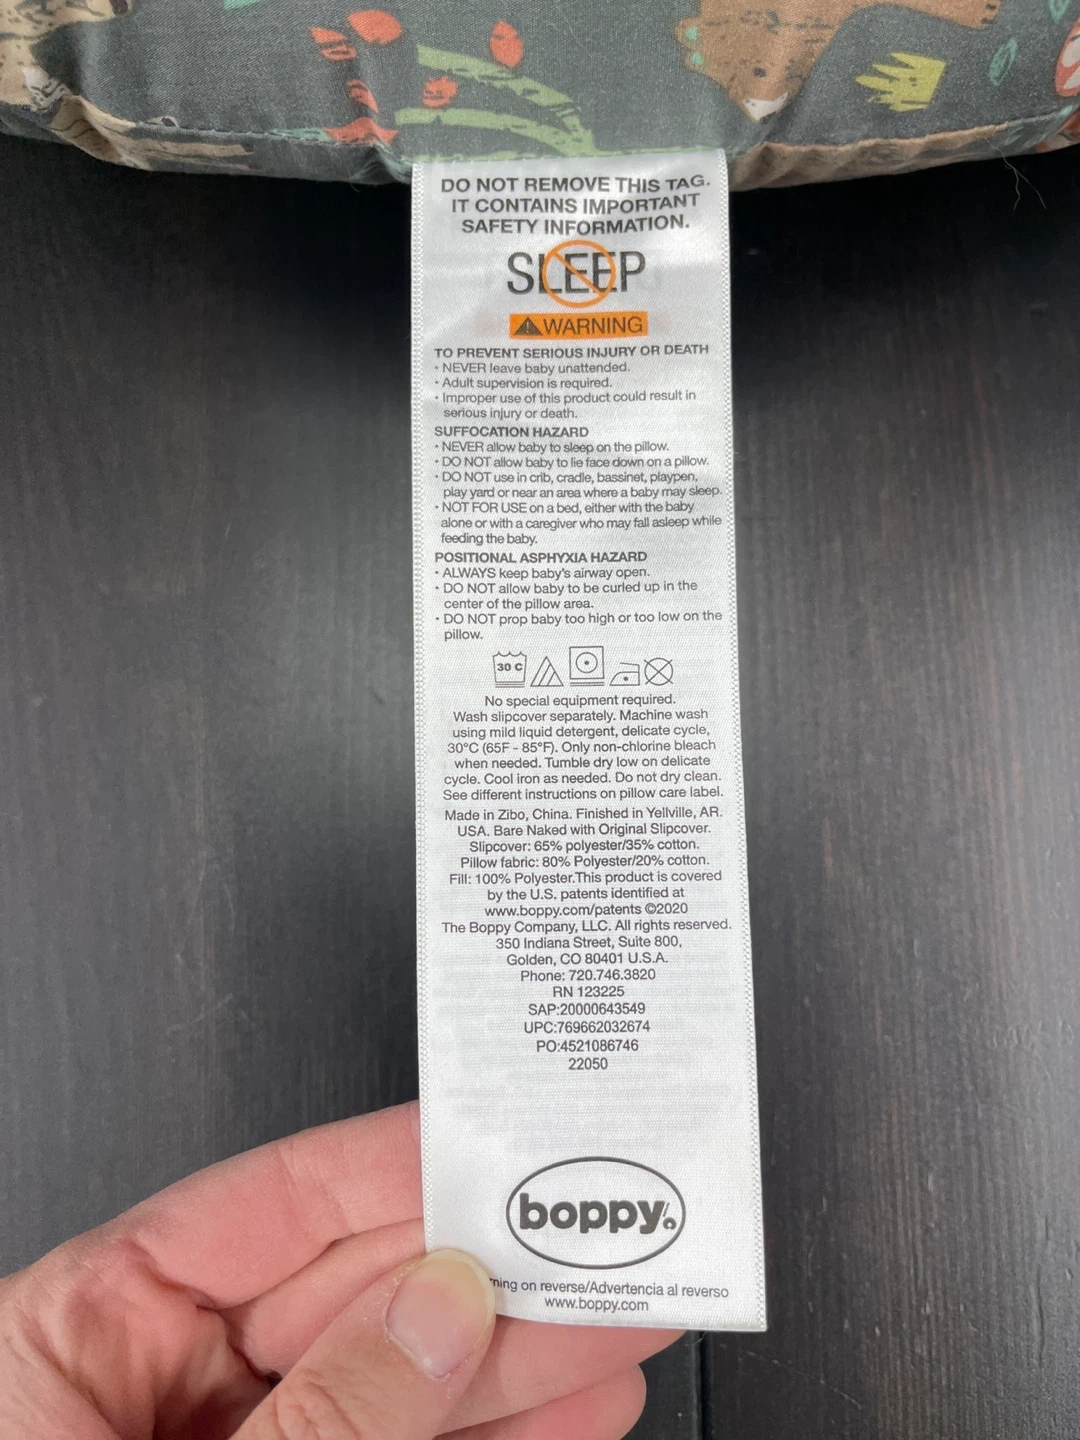 DO NOT REMOVE THIS TAG.
IT CONTAINS IMPORTANT
SAFETY INFORMATION.
SLEEP
WARNING
TO PREVENT SERIOUS INJURY OR DEATH
• NEVER leave baby unattended.
• Adult supervision is required.
• Improper use of this product could result in
serious injury or death.
SUFFOCATION HAZARD
• NEVER allow baby to sleep on the pillow.
• DO NOT allow baby to lie face down on a pillow.
• DO NOT use in crib, cradle, bassinet, playpen,
play yard or near an area where a baby may sleep.
• NOT FOR USE on a bed, either with the baby
alone or with a caregiver who may fall asleep while
feeding the baby.
POSITIONAL ASPHYXIA HAZARD
• ALWAYS keep baby's airway open.
• DO NOT allow baby to be curled up in the
center of the pillow area.
• DO NOT prop baby too high or too low on the
pillow.
30 C
No special equipment required.
Wash slipcover separately. Machine wash
using mild liquid detergent, delicate cycle,
30°C (65F - 85°F). Only non-chlorine bleach
when needed. Tumble dry low on delicate
cycle. Cool iron as needed. Do not dry clean.
See different instructions on pillow care label.
Made in Zibo, China. Finished in Yellville, AR.
USA. Bare Naked with Original Slipcover.
Slipcover: 65% polyester/35% cotton.
Pillow fabric: 80% Polyester/20% cotton.
Fill: 100% Polyester.This product is covered
by the U.S. patents identified at
www.boppy.com/patents ©2020
The Boppy Company, LLC. All rights reserved.
350 Indiana Street, Suite 800,
Golden, CO 80401 U.S.A.
Phone: 720.746.3820
RN 123225
SAP:20000643549
UPC:769662032674
PO:4521086746
22050
boppy
on reverse/Advertencia al reverso
www.boppy.com